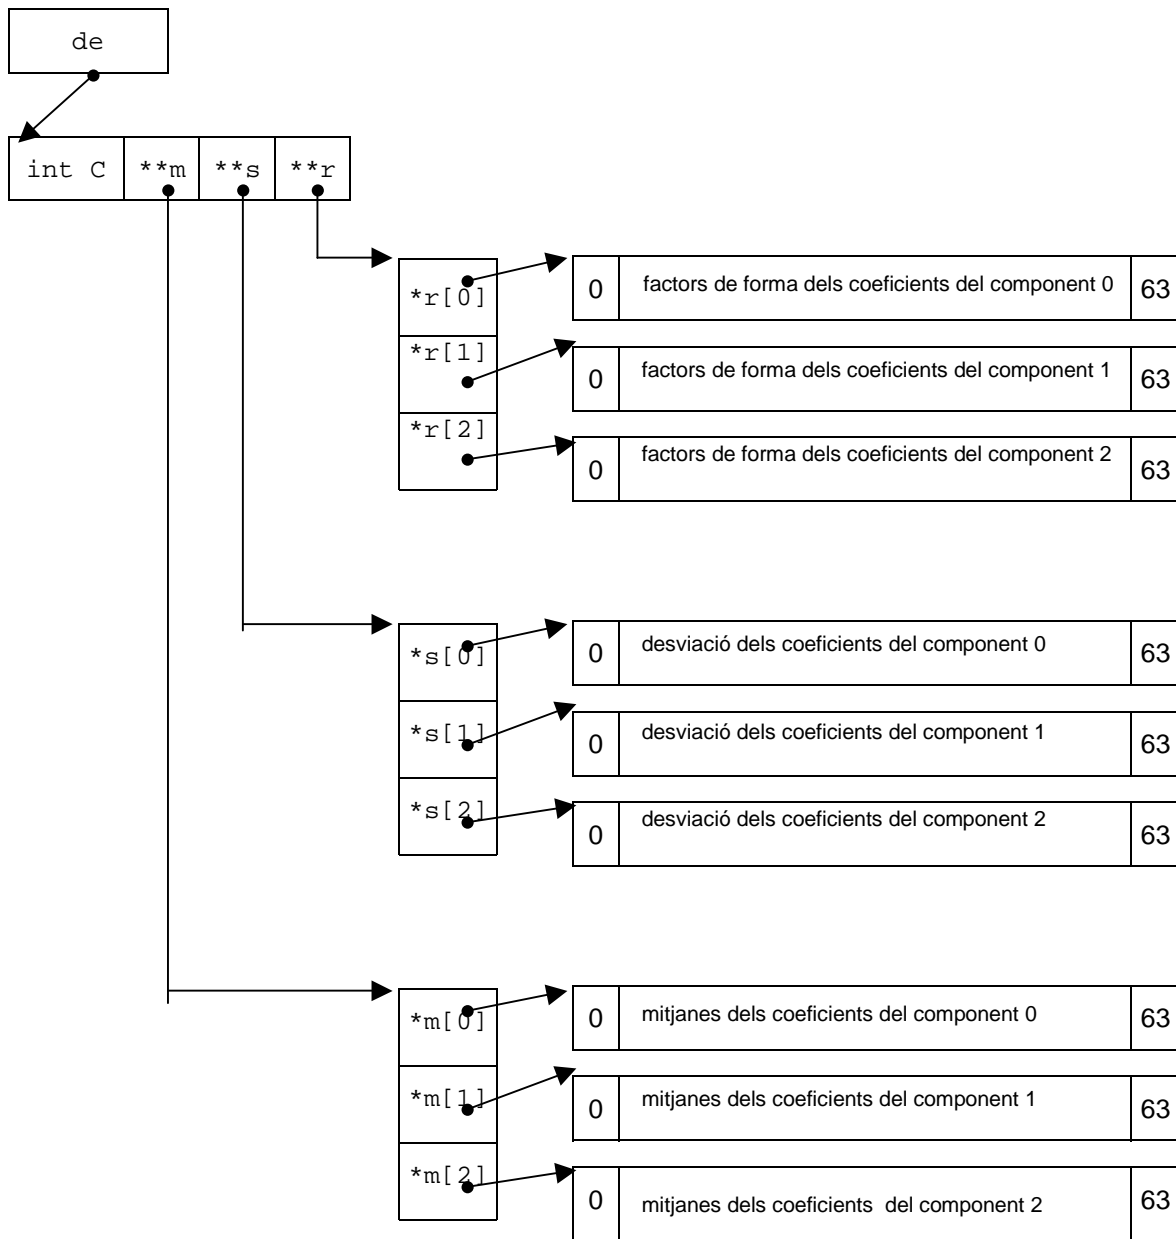 de
int C **m **s **r
*r[0] 0 factors de forma dels coeficients del component 0 63
*r[1] 0 factors de forma dels coeficients del component 1 63
*r[2] 0 factors de forma dels coeficients del component 2 63
*s[0] 0 desviació dels coeficients del component 0 63
*s[1] 0 desviació dels coeficients del component 1 63
*s[2] 0 desviació dels coeficients del component 2 63
*m[0] 0 mitjanes dels coeficients del component 0 63
*m[1] 0 mitjanes dels coeficients del component 1 63
*m[2] 0 mitjanes dels coeficients del component 2 63